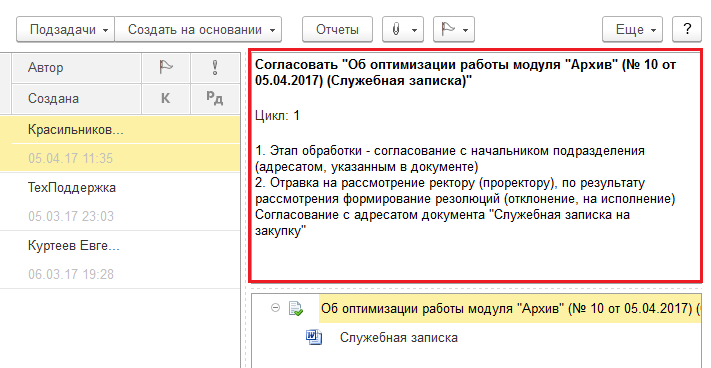 Подзадачи Создать на основании Отчеты Еще ?
Автор
Создана К Рд
Красильников...
05.04.17 11:35
ТехПоддержка
05.03.17 23:03
Куртеев Евге...
06.03.17 19:28
Согласовать "Об оптимизации работы модуля "Архив" (№ 10 от
05.04.2017) (Служебная записка)"
Цикл: 1
1. Этап обработки - согласование с начальником подразделения
(адресатом, указанным в документе)
2. Отравка на рассмотрение ректору (проректору), по результату
рассмотрения формирование резолюций (отклонение, на исполнение)
Согласование с адресатом документа "Служебная записка на
закупку"
Об оптимизации работы модуля "Архив" (№ 10 от 05.04.2017) (
Служебная записка